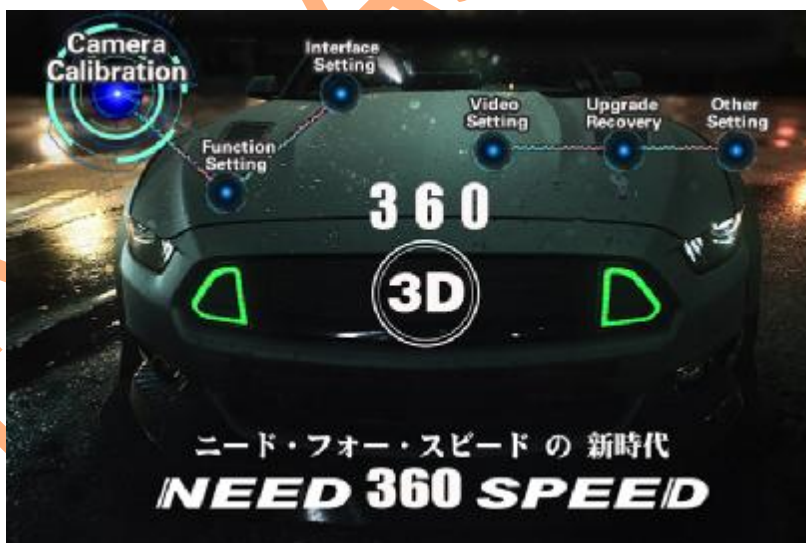 Camera
Calibration
Interface
Setting
Function
Setting
Video
Setting
Upgrade
Recovery
Other
Setting
360
3D
ニード・フォー・スピード の 新時代
NEED 360 SPEED